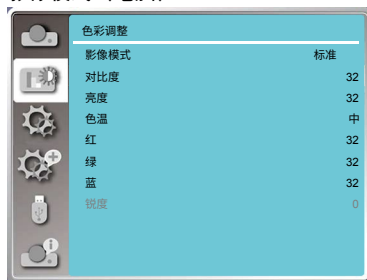 色彩调整
影像模式 标准
对比度 32
亮度 32
色温 中
红 32
绿 32
蓝 32
锐度 0